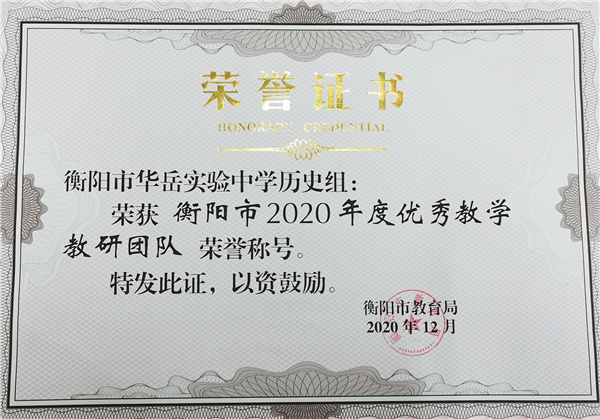 荣誉证书
HONORARY CREDENTIAL
衡阳市华岳实验中学历史组：
荣获 衡阳市2020年度优秀教学
教研团队 荣誉称号。
特发此证，以资鼓励。
衡阳市教育局
2020年12月